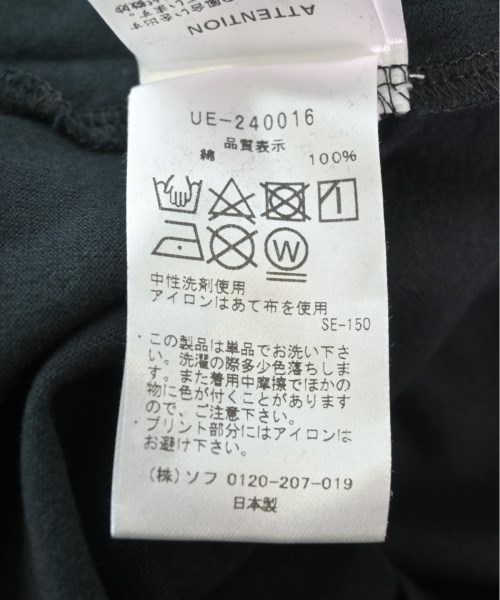 ATTENTION
UE-240016
品質表示
綿 100%
W
中性洗剤使用
アイロンはあて布を使用
SE-150
・この製品は単品でお洗い下さ
い。洗濯の際多少色落ちしま
す。また着用中摩擦でほかの
物に色が付くことがあります
ので、ご注意下さい。
・プリント部分にはアイロンは
お避け下さい。
(株)ソフ 0120-207-019
日本製